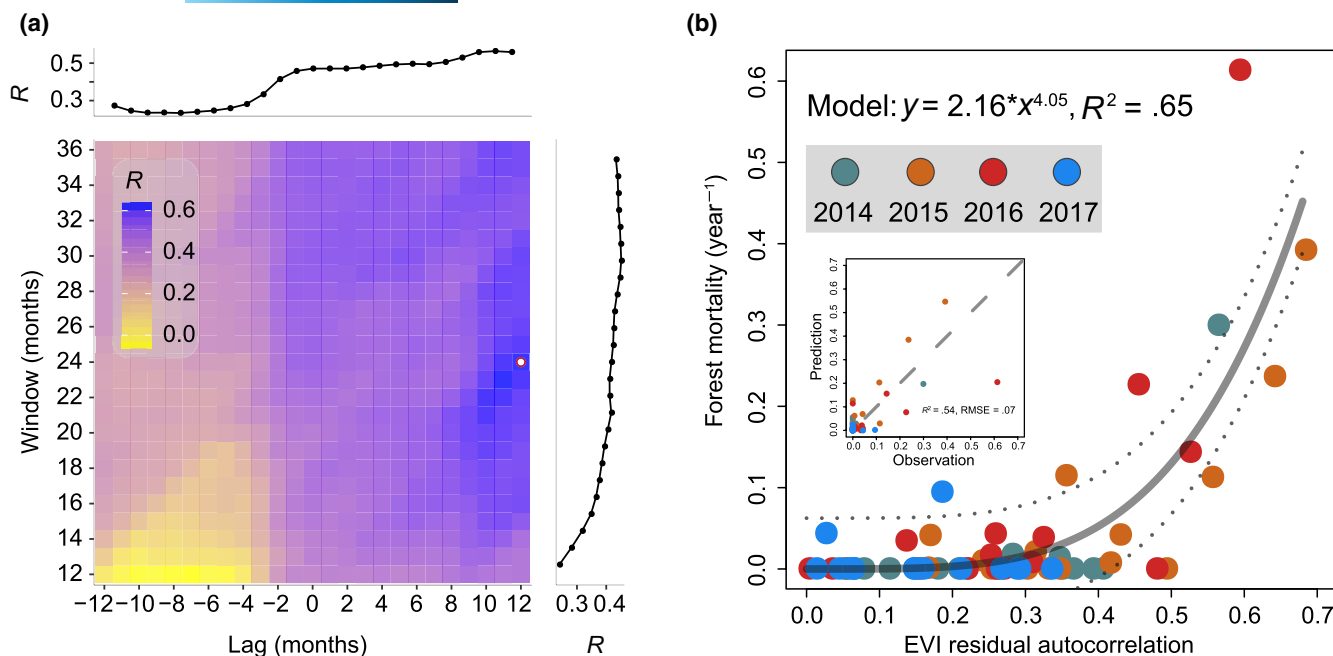 (a)
R
0.5
0.3
36
34
32
30
28
26
24
22
20
18
16
14
12
Window (months)
R
0.6
0.4
0.2
0.0
−12 −10 −8 −6 −4 −2 0 2 4 6 8 10 12
Lag (months)
0.3 0.4
R
(b)
Model: y = 2.16*x^4.05, R² = .65
2014 2015 2016 2017
0.6
0.5
0.4
0.3
0.2
0.1
0.0
Forest mortality (year⁻¹)
0.7
0.6
0.5
0.4
0.3
0.2
0.1
0.0
Prediction
R² = .54, RMSE = .07
0.0 0.1 0.2 0.3 0.4 0.5 0.6 0.7
Observation
0.0 0.1 0.2 0.3 0.4 0.5 0.6 0.7
EVI residual autocorrelation